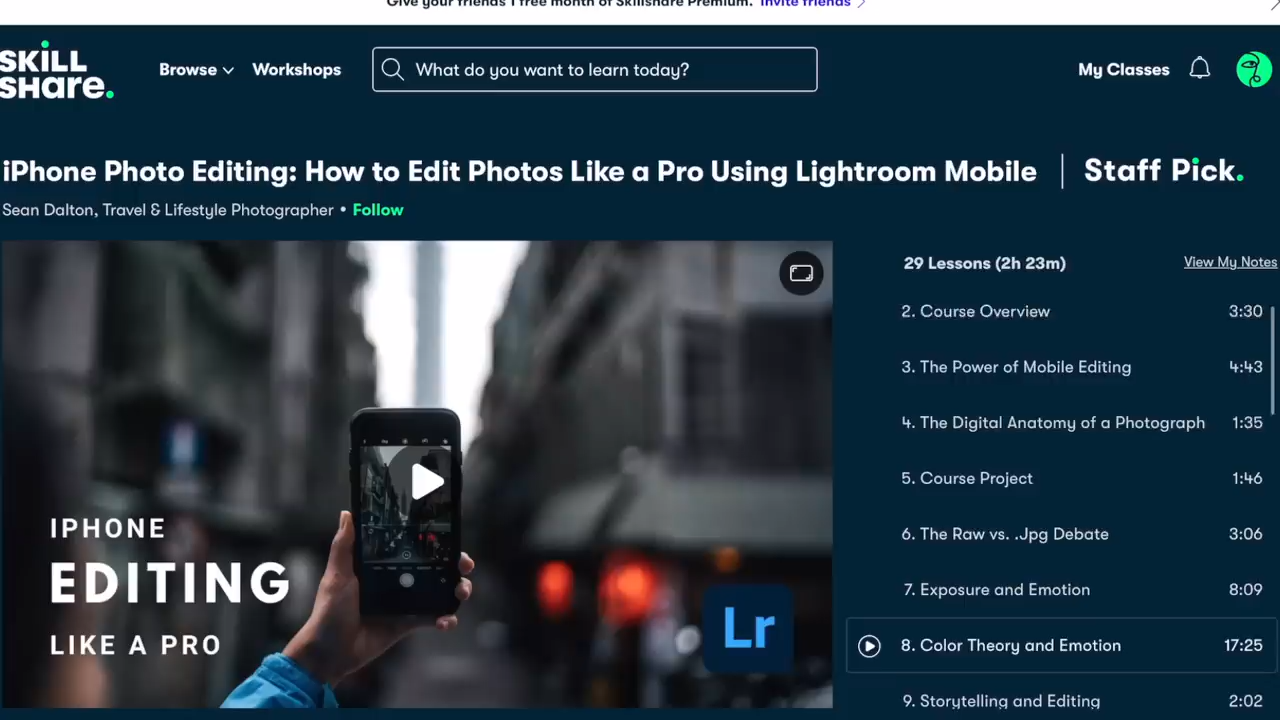 Give your friends 1 free month of Skillshare Premium. Invite friends
SKILL
SHare.
Browse
Workshops
What do you want to learn today?
My Classes
iPhone Photo Editing: How to Edit Photos Like a Pro Using Lightroom Mobile | Staff Pick.
Sean Dalton, Travel & Lifestyle Photographer • Follow
29 Lessons (2h 23m)
View My Notes
2. Course Overview 3:30
3. The Power of Mobile Editing 4:43
4. The Digital Anatomy of a Photograph 1:35
5. Course Project 1:46
6. The Raw vs. .Jpg Debate 3:06
7. Exposure and Emotion 8:09
8. Color Theory and Emotion 17:25
9. Storytelling and Editing 2:02
IPHONE
EDITING
LIKE A PRO
Lr